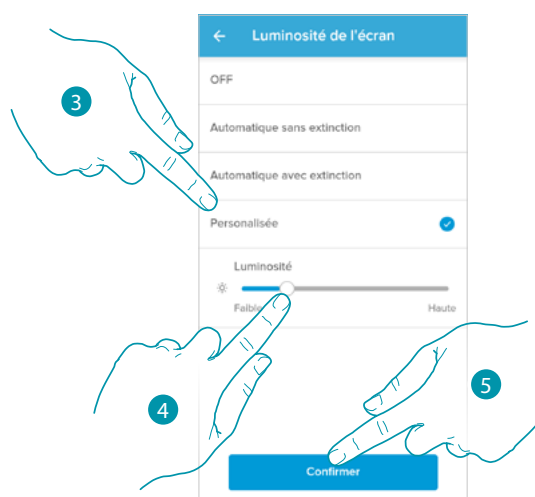 Luminosité de l'écran
OFF
3
Automatique sans extinction
Automatique avec extinction
Personalisée
Luminosité
Faible
Haute
4
5
Confirmer